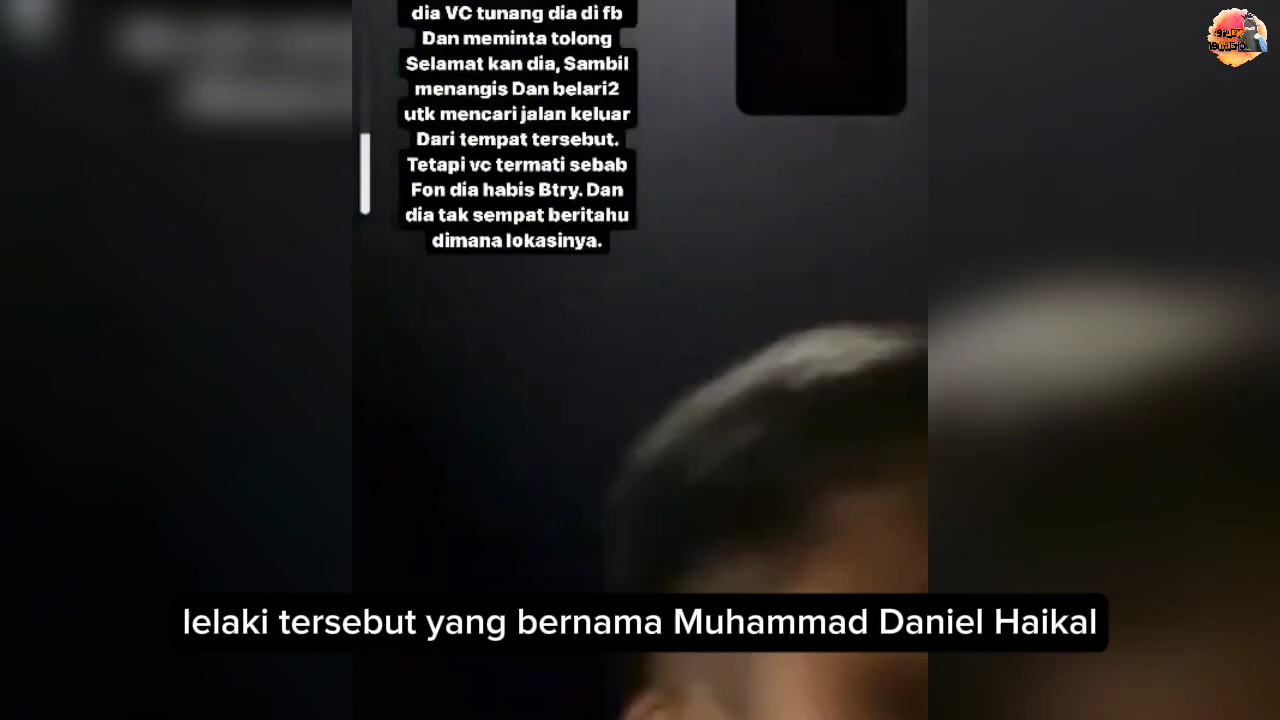 dia VC tunang dia di fb
Dan meminta tolong
Selamat kan dia, Sambil
menangis Dan belari2
utk mencari jalan keluar
Dari tempat tersebut.
Tetapi vc termati sebab
Fon dia habis Btry. Dan
dia tak sempat beritahu
dimana lokasinya.
lelaki tersebut yang bernama Muhammad Daniel Haikal